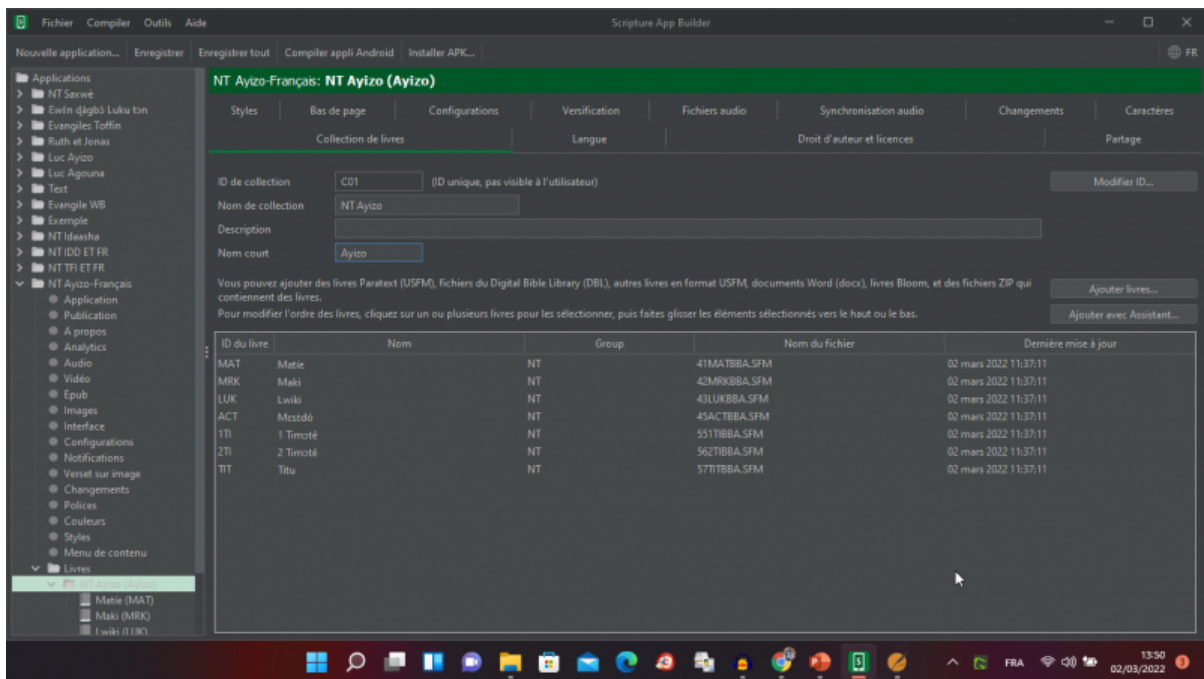 Fichier Compiler Outils Aide Scripture App Builder
Nouvelle application... Enregistrer Enregistrer tout Compiler appli Android Installer APK... FR
Applications
NT Saxwé
Ewin dagbó Luku tɔn
Evangiles Toffin
Ruth et Jonas
Luc Ayizo
Luc Agouna
Text
Evangile WB
Exemple
NT Idaasha
NT IDD ET FR
NT TFI ET FR
NT Ayizo-Français
Application
Publication
A propos
Analytics
Audio
Vidéo
Epub
Images
Interface
Configurations
Notifications
Verset sur image
Changements
Polices
Couleurs
Styles
Menu de contenu
Livres
NT Ayizo (Ayizo)
Matie (MAT)
Maki (MRK)
Lwiki (LUK)
NT Ayizo-Français: NT Ayizo (Ayizo)
Styles Bas de page Configurations Versification Fichiers audio Synchronisation audio Changements Caractères
Collection de livres Langue Droit d'auteur et licences Partage
ID de collection C01 (ID unique, pas visible à l'utilisateur) Modifier ID...
Nom de collection NT Ayizo
Description
Nom court Ayizo
Vous pouvez ajouter des livres Paratext (USFM), fichiers du Digital Bible Library (DBL), autres livres en format USFM, documents Word (docx), livres Bloom, et des fichiers ZIP qui
contiennent des livres.
Ajouter livres...
Pour modifier l'ordre des livres, cliquez sur un ou plusieurs livres pour les sélectionner, puis faites glisser les éléments sélectionnés vers le haut ou le bas.
Ajouter avec Assistant...
ID du livre Nom Group Nom du fichier Dernière mise à jour
MAT Matie NT 41MATBBA.SFM 02 mars 2022 11:37:11
MRK Maki NT 42MRKBBA.SFM 02 mars 2022 11:37:11
LUK Lwiki NT 43LUKBBA.SFM 02 mars 2022 11:37:11
ACT Mɛsɛ́dó NT 45ACTBBA.SFM 02 mars 2022 11:37:11
1TI 1 Timoté NT 551TIBBA.SFM 02 mars 2022 11:37:11
2TI 2 Timoté NT 562TIBBA.SFM 02 mars 2022 11:37:11
TIT Titu NT 57TITBBA.SFM 02 mars 2022 11:37:11
FRA 13:50
02/03/2022 3